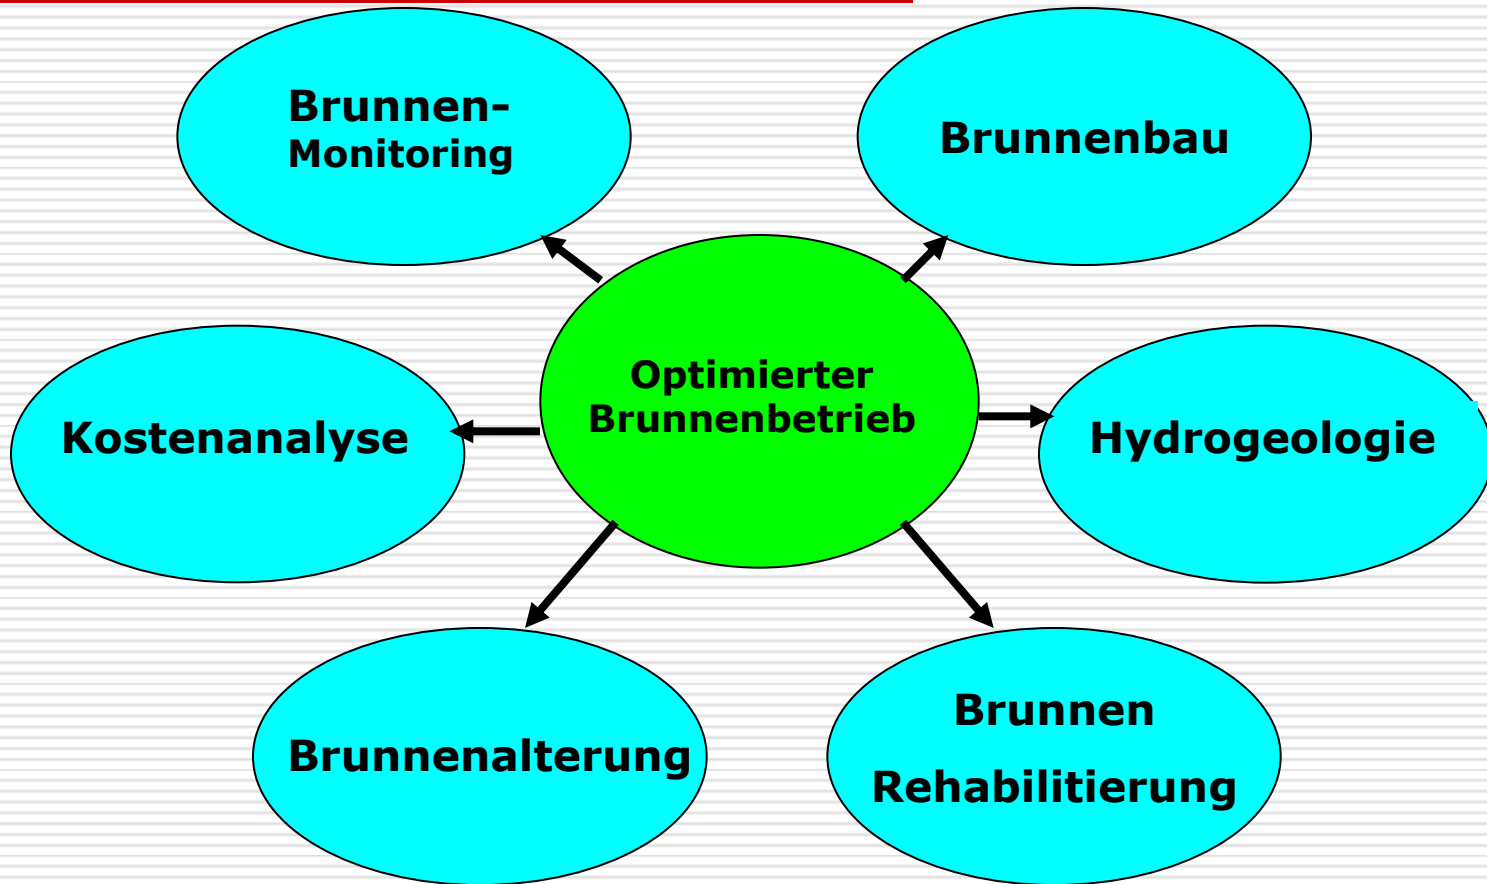 Brunnen-
Monitoring
Brunnenbau
Optimierter
Brunnenbetrieb
Kostenanalyse
Hydrogeologie
Brunnenalterung
Brunnen
Rehabilitierung